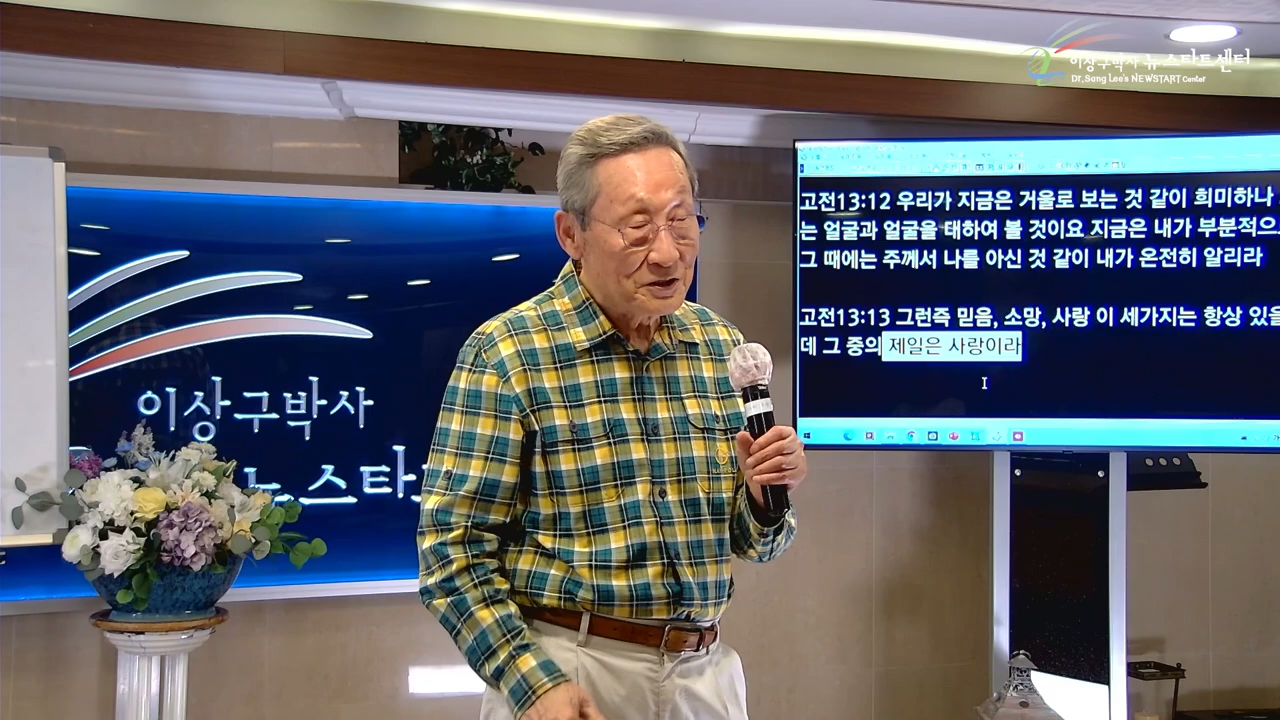 이상구박사 뉴스타트센터
Dr. Sang Lee's NEWSTART Center
고전13:12 우리가 지금은 거울로 보는 것 같이 희미하나
는 얼굴과 얼굴을 태하여 볼 것이요 지금은 내가 부분적으
그 때에는 주께서 나를 아신 것 같이 내가 온전히 알리라
고전13:13 그런즉 믿음, 소망, 사랑 이 세가지는 항상 있을
데 그 중의 제일은 사랑이라
이상구박사
뉴스타